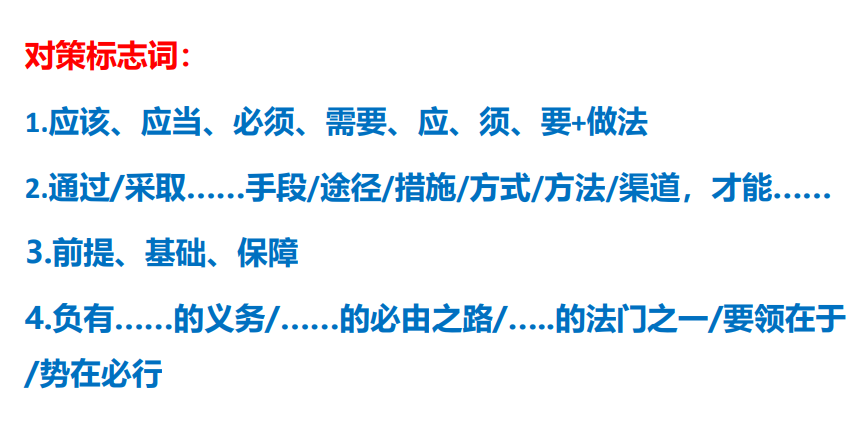 对策标志词：
1.应该、应当、必须、需要、应、须、要+做法
2.通过/采取……手段/途径/措施/方式/方法/渠道，才能……
3.前提、基础、保障
4.负有……的义务/……的必由之路/…..的法门之一/要领在于
/势在必行